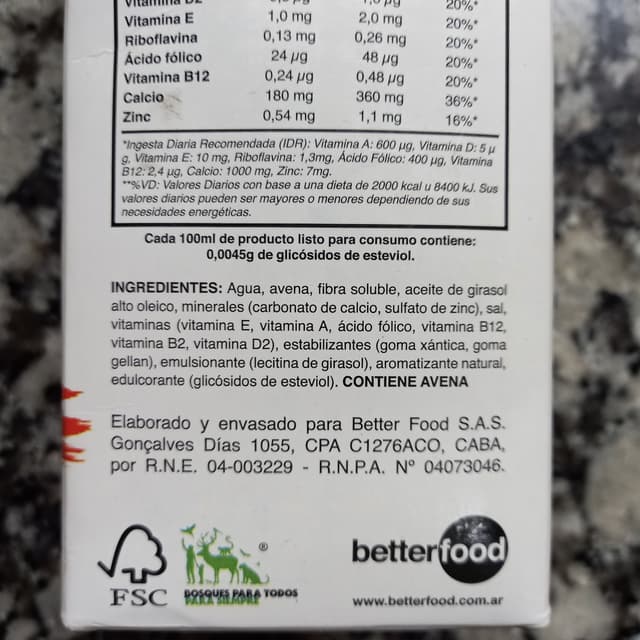 Vitamina D2 20%*
Vitamina E 1,0 mg 2,0 mg 20%*
Riboflavina 0,13 mg 0,26 mg 20%*
Ácido fólico 24 µg 48 µg 20%*
Vitamina B12 0,24 µg 0,48 µg 20%*
Calcio 180 mg 360 mg 36%*
Zinc 0,54 mg 1,1 mg 16%*
*Ingesta Diaria Recomendada (IDR): Vitamina A: 600 µg, Vitamina D: 5 µ
g, Vitamina E: 10 mg, Riboflavina: 1,3mg, Ácido Fólico: 400 µg, Vitamina
B12: 2,4 µg, Calcio: 1000 mg, Zinc: 7mg.
**%VD: Valores Diarios con base a una dieta de 2000 kcal u 8400 kJ. Sus
valores diarios pueden ser mayores o menores dependiendo de sus
necesidades energéticas.
Cada 100ml de producto listo para consumo contiene:
0,0045g de glicósidos de esteviol.
INGREDIENTES: Agua, avena, fibra soluble, aceite de girasol
alto oleico, minerales (carbonato de calcio, sulfato de zinc), sal,
vitaminas (vitamina E, vitamina A, ácido fólico, vitamina B12,
vitamina B2, vitamina D2), estabilizantes (goma xántica, goma
gellan), emulsionante (lecitina de girasol), aromatizante natural,
edulcorante (glicósidos de esteviol). CONTIENE AVENA
Elaborado y envasado para Better Food S.A.S.
Gonçalves Días 1055, CPA C1276ACO, CABA,
por R.N.E. 04-003229 - R.N.P.A. Nº 04073046.
FSC
®
BOSQUES PARA TODOS
PARA SIEMPRE
betterfood
www.betterfood.com.ar